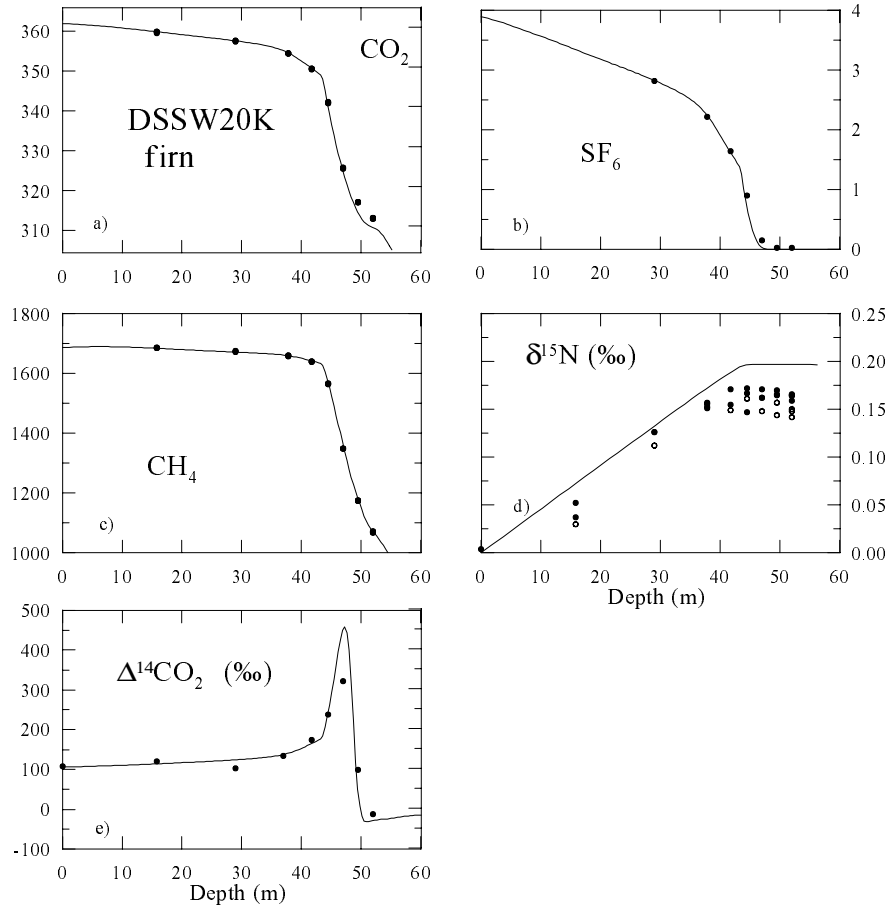 360
350
340
330
320
310
CO2
DSSW20K
firn
a)
0 10 20 30 40 50 60
4
3
2
1
0
SF6
b)
0 10 20 30 40 50 60
1800
1600
1400
1200
1000
CH4
c)
0 10 20 30 40 50 60
0.25
0.20
0.15
0.10
0.05
0.00
δ15N (‰)
d)
0 10 20 30 40 50 60
Depth (m)
500
400
300
200
100
0
-100
Δ14CO2 (‰)
e)
0 10 20 30 40 50 60
Depth (m)